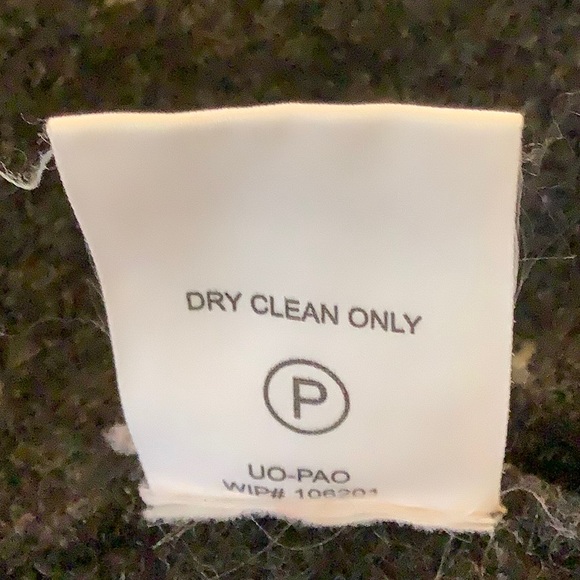 DRY CLEAN ONLY
P
UO-PAO
WIP# 106201